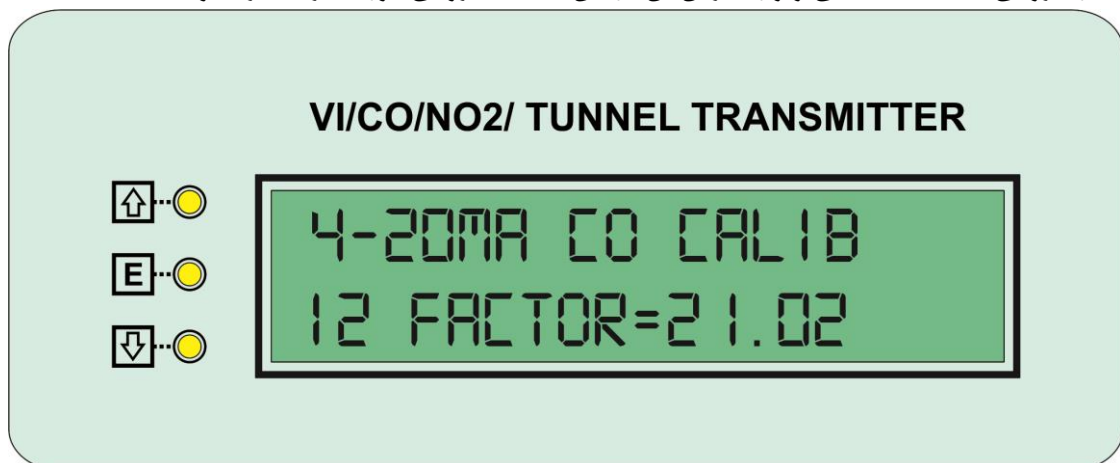 VI/CO/NO2/ TUNNEL TRANSMITTER
4-20MA CO CALIB
E
12 FACTOR=21.02